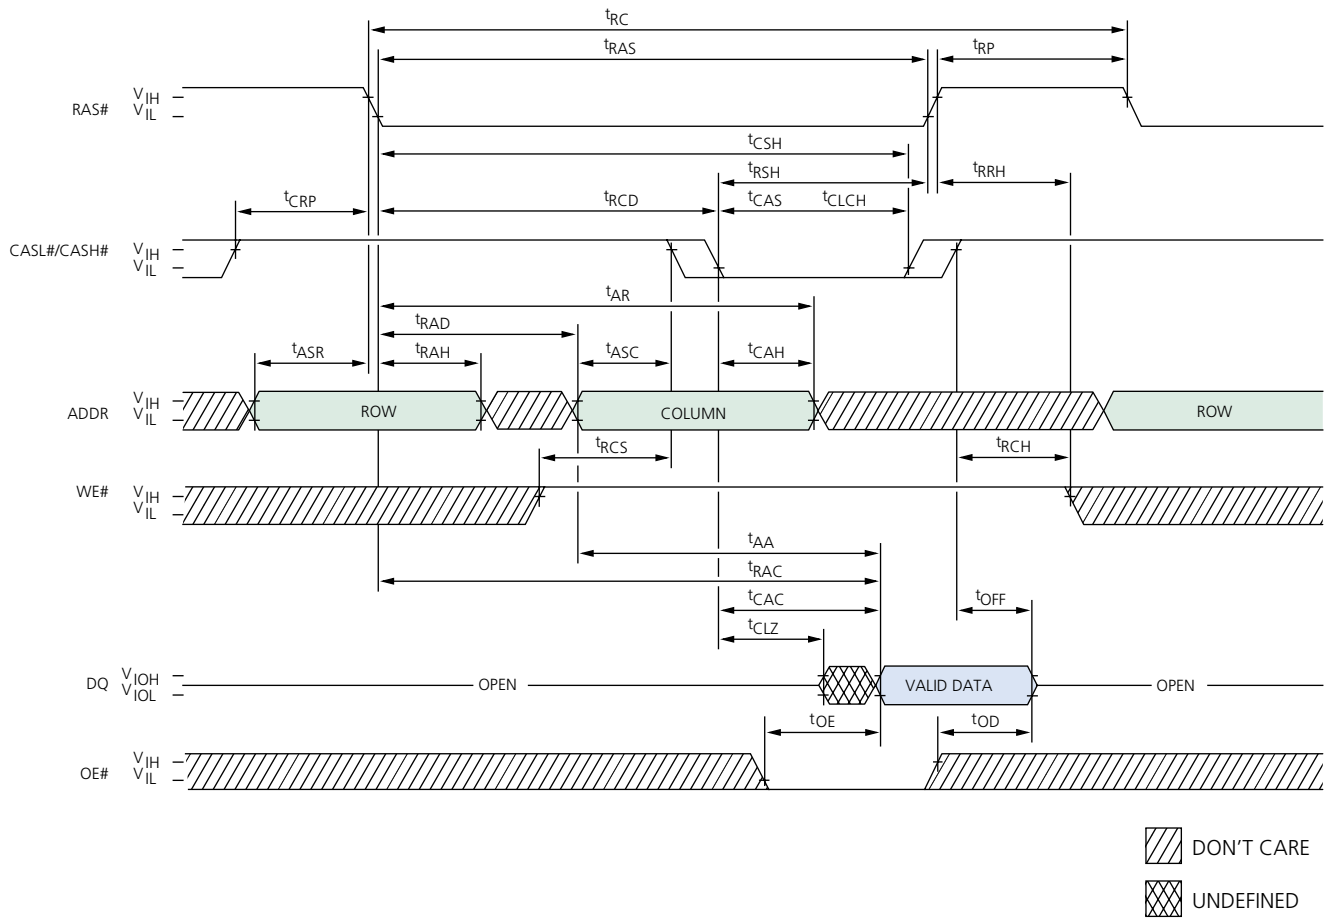 tRC
tRAS
tRP
RAS#
VIH
VIL
tCSH
tRSH
tRRH
tCRP
tRCD
tCAS
tCLCH
CASL#/CASH#
VIH
VIL
tAR
tRAD
tASR
tRAH
tASC
tCAH
ADDR
VIH
VIL
ROW
COLUMN
ROW
tRCS
tRCH
WE#
VIH
VIL
tAA
tRAC
tCAC
tOFF
tCLZ
DQ
VIOH
VIOL
OPEN
VALID DATA
OPEN
tOE
tOD
OE#
VIH
VIL
DON'T CARE
UNDEFINED